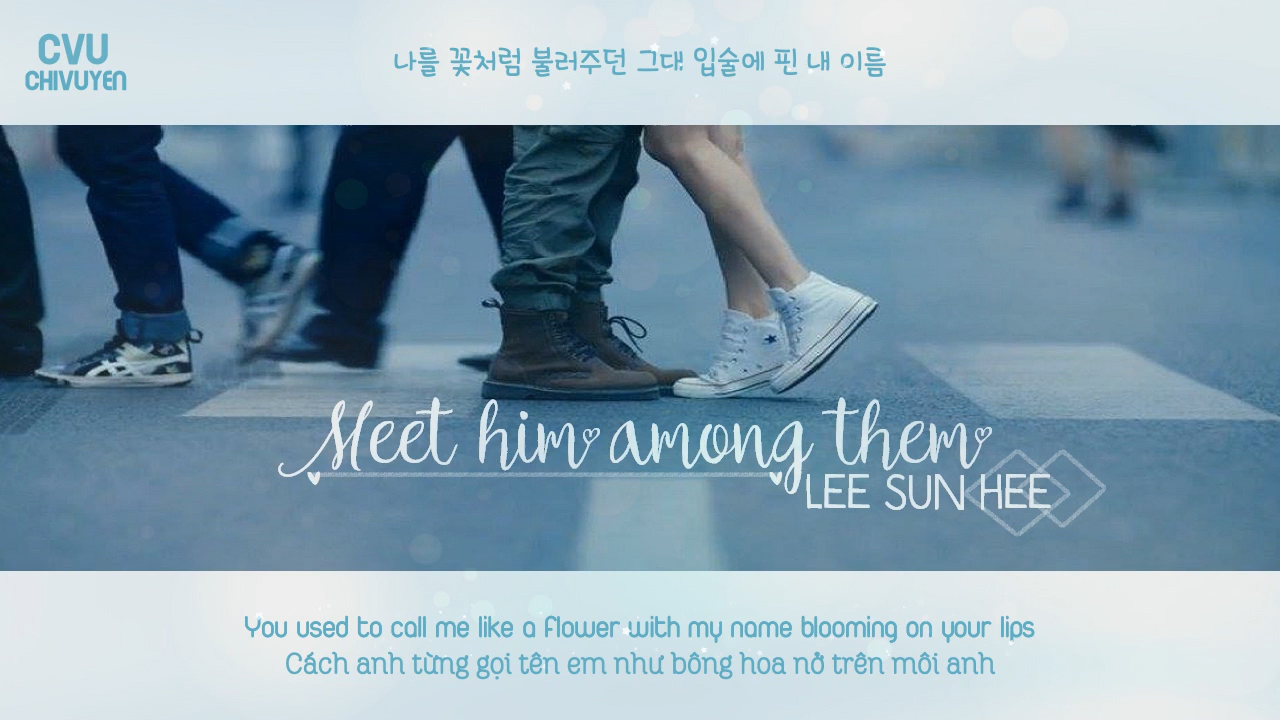 CVU
CHIVUYEN
나를 꽃처럼 불러주던 그대 입술에 핀 내 이름
Meet him among them
LEE SUN HEE
You used to call me like a flower with my name blooming on your lips
Cách anh từng gọi tên em như bông hoa nở trên môi anh